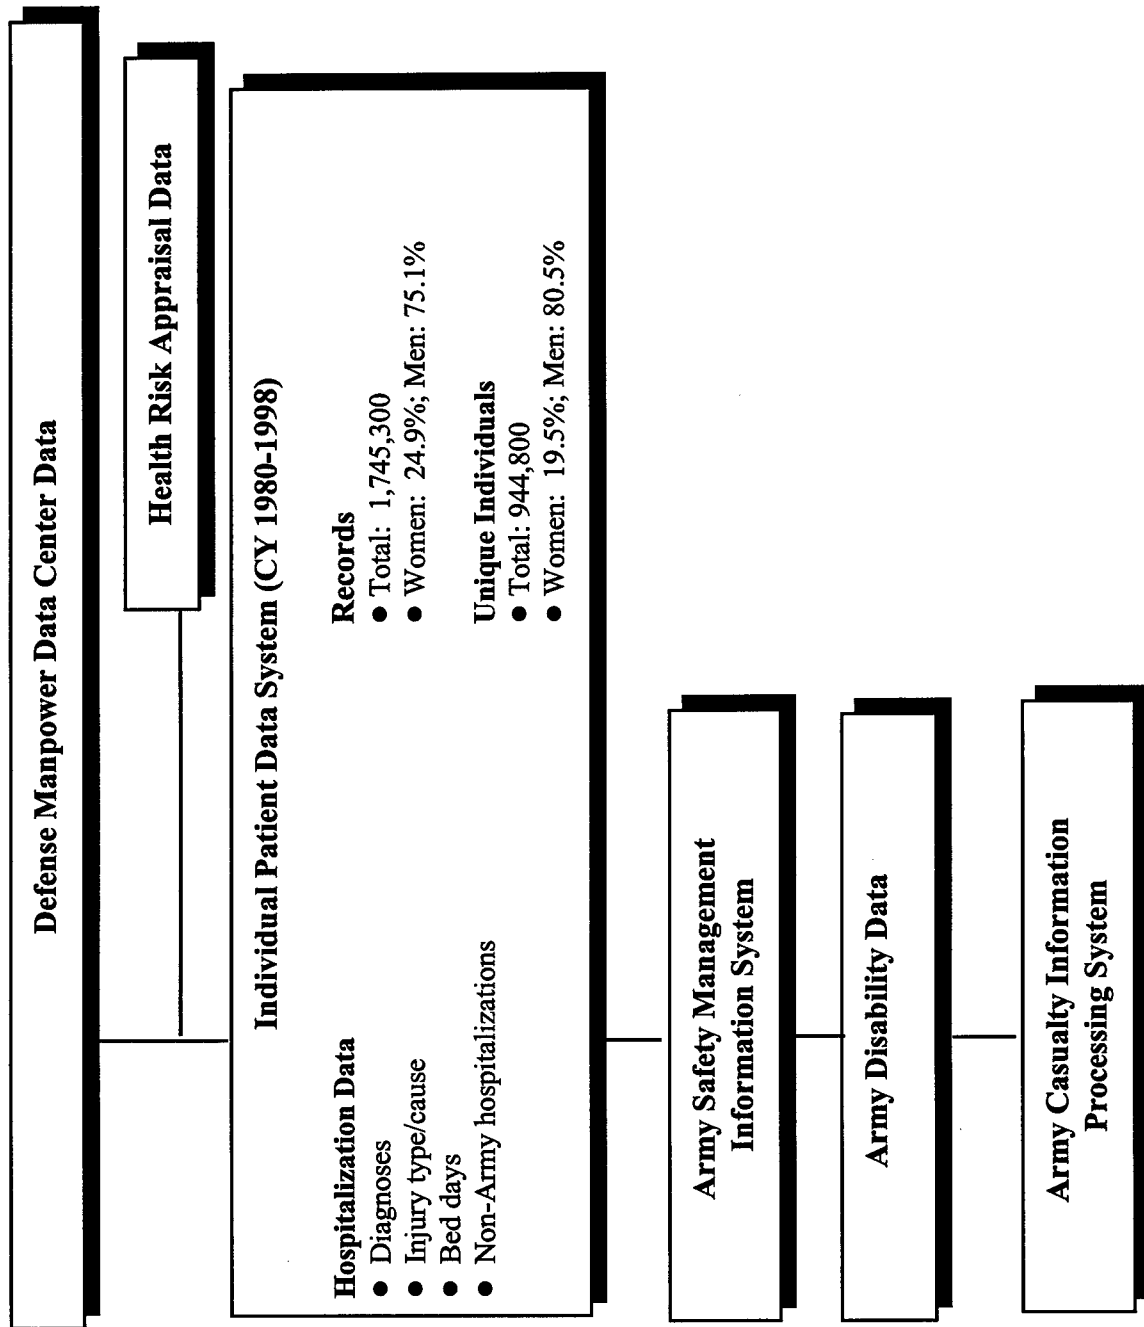 Defense Manpower Data Center Data
Health Risk Appraisal Data
Individual Patient Data System (CY 1980-1998)
Hospitalization Data
● Diagnoses
● Injury type/cause
● Bed days
● Non-Army hospitalizations
Records
● Total: 1,745,300
● Women: 24.9%; Men: 75.1%
Unique Individuals
● Total: 944,800
● Women: 19.5%; Men: 80.5%
Army Safety Management
Information System
Army Disability Data
Army Casualty Information
Processing System